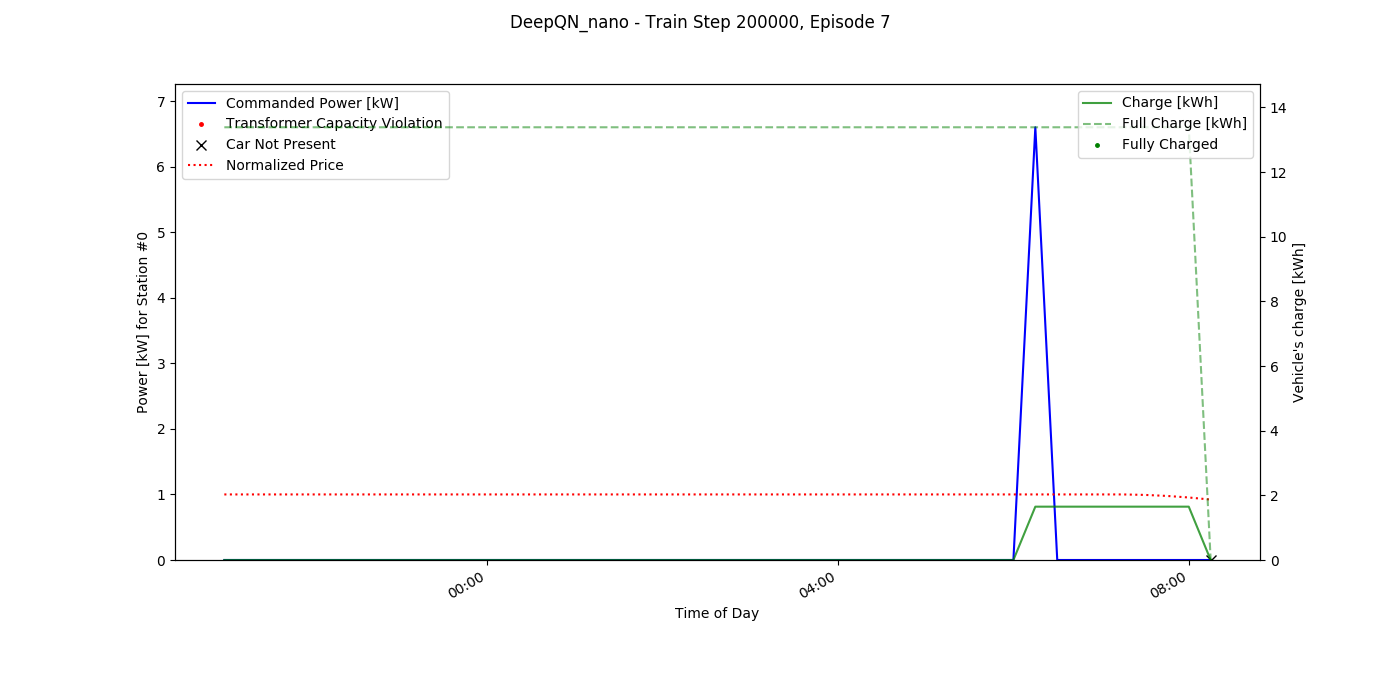 DeepQN_nano - Train Step 200000, Episode 7
Commanded Power [kW]
Transformer Capacity Violation
Car Not Present
Normalized Price
Charge [kWh]
Full Charge [kWh]
Fully Charged
7
6
5
4
3
2
1
0
Power [kW] for Station #0
14
12
10
8
6
4
2
0
Vehicle's charge [kWh]
00:00
04:00
08:00
Time of Day